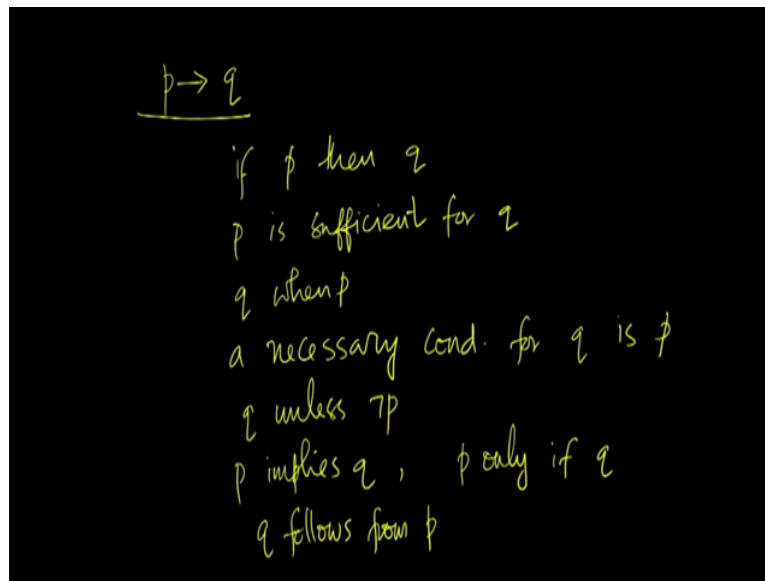 p → q
if p then q
p is sufficient for q
q when p
a necessary cond. for q is p
q unless ¬p
p implies q , p only if q
q follows from p